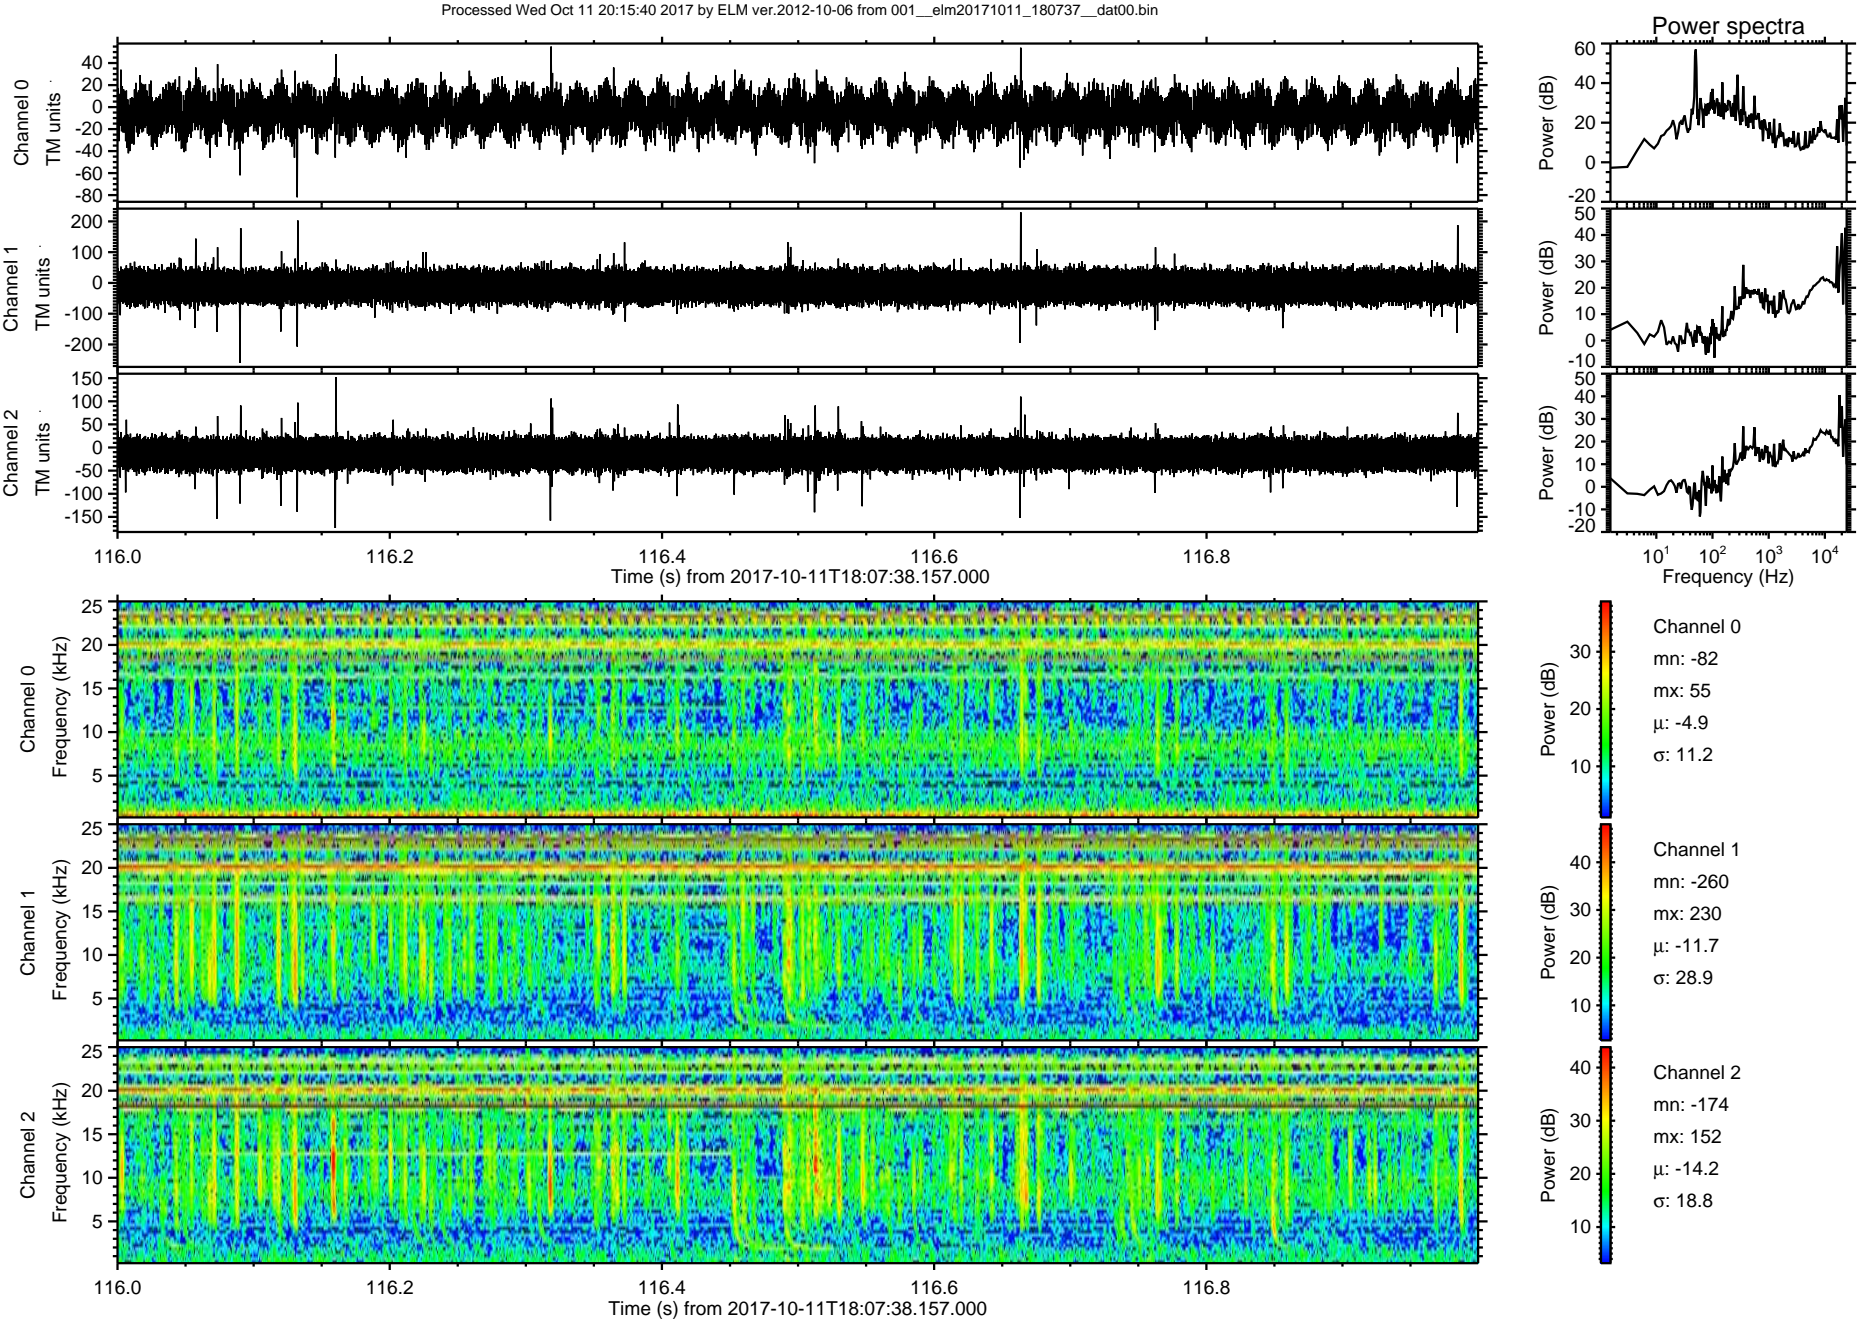 Processed Wed Oct 11 20:15:40 2017 by ELM ver.2012-10-06 from 001__elm20171011_180737__dat00.bin
Power spectra
Channel 0
TM units
40
20
0
-20
-40
-60
-80
Power (dB)
60
40
20
0
-20
Channel 1
TM units
200
100
0
-100
-200
Power (dB)
50
40
30
20
10
0
-10
Channel 2
TM units
150
100
50
0
-50
-100
-150
Power (dB)
50
40
30
20
10
0
-10
-20
116.0 116.2 116.4 116.6 116.8
Time (s) from 2017-10-11T18:07:38.157.000
10^1 10^2 10^3 10^4
Frequency (Hz)
Channel 0
Frequency (kHz)
25
20
15
10
5
Power (dB)
30
20
10
Channel 0
mn: -82
mx: 55
μ: -4.9
σ: 11.2
Channel 1
Frequency (kHz)
25
20
15
10
5
Power (dB)
40
30
20
10
Channel 1
mn: -260
mx: 230
μ: -11.7
σ: 28.9
Channel 2
Frequency (kHz)
25
20
15
10
5
Power (dB)
40
30
20
10
Channel 2
mn: -174
mx: 152
μ: -14.2
σ: 18.8
116.0 116.2 116.4 116.6 116.8
Time (s) from 2017-10-11T18:07:38.157.000